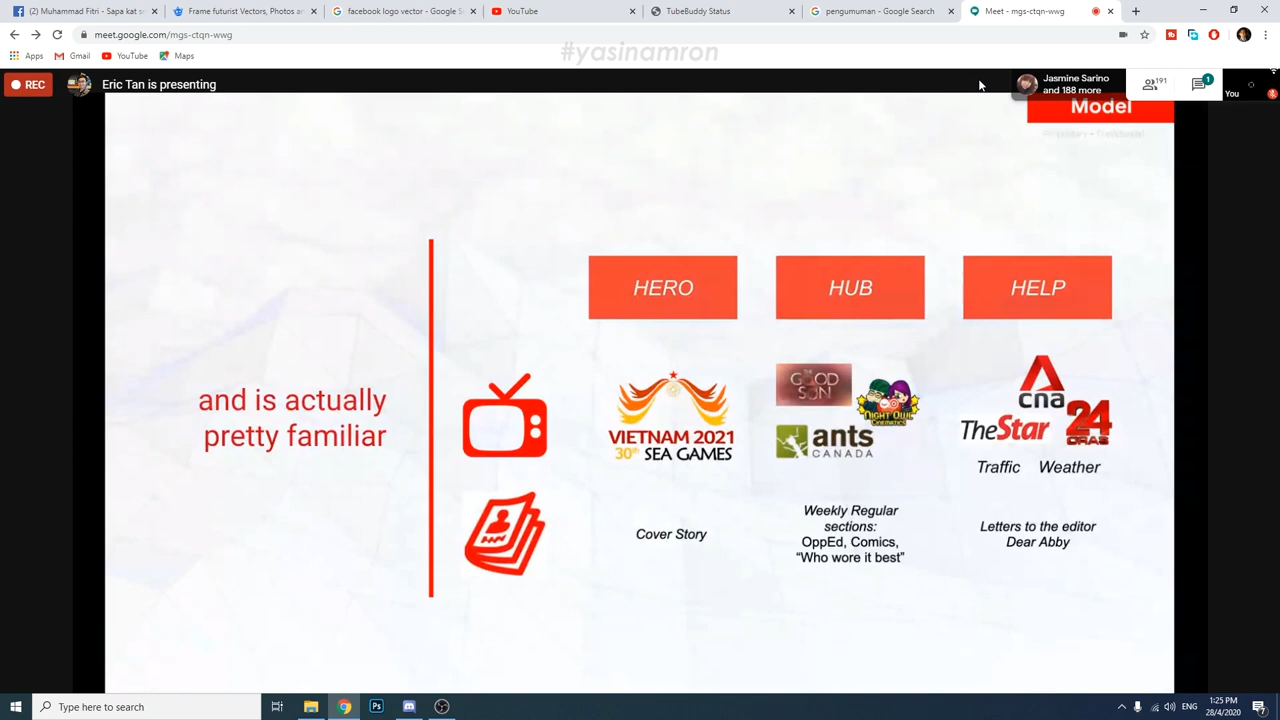 (2) Muhammad Fitri - Sapa kat s
Frame futurist Vectors, Photos an
facebook logo vector - Google S
YouTube
TubeBuddy Status
pengumuman - Google Search
Meet - mgs-ctqn-wwg
meet.google.com/mgs-ctqn-wwg
Apps Gmail YouTube Maps
#yasinamron
REC
Eric Tan is presenting
Jasmine Sarino
and 188 more
191
1
You
Model
HERO HUB HELP
and is actually
pretty familiar
VIETNAM 2021
30th SEA GAMES
GOOD
SON
NIGHT OWL
CINEMATICS
ants
CANADA
cna
TheStar
24
ORAS
Traffic Weather
Cover Story
Weekly Regular
sections:
OppEd, Comics,
“Who wore it best”
Letters to the editor
Dear Abby
Type here to search
Ps
1:25 PM
28/4/2020